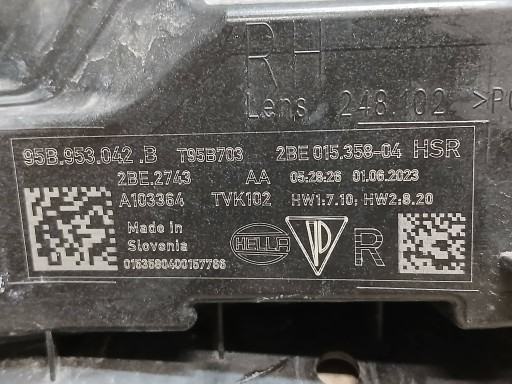 RH
Lens 248.102 >P
95B.953.042.B T95B703 2BE 015.358-04 HSR
2BE.2743 AA 05:28:26 01.06.2023
A103364 TVK102 HW1:7.10; HW2:8.20
Made in
Slovenia
HELLA VP R
0153580400157766